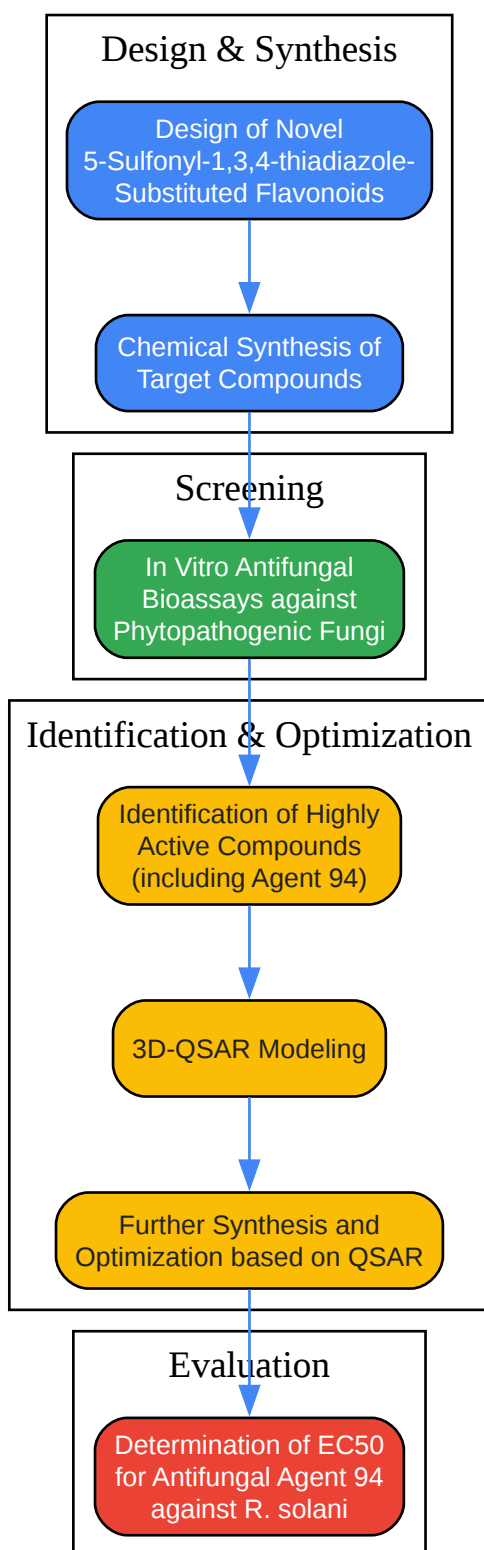 Design & Synthesis
Design of Novel
5-Sulfonyl-1,3,4-thiadiazole-
Substituted Flavonoids
Chemical Synthesis of
Target Compounds
Screening
In Vitro Antifungal
Bioassays against
Phytopathogenic Fungi
Identification & Optimization
Identification of Highly
Active Compounds
(including Agent 94)
3D-QSAR Modeling
Further Synthesis and
Optimization based on QSAR
Evaluation
Determination of EC50
for Antifungal Agent 94
against R. solani